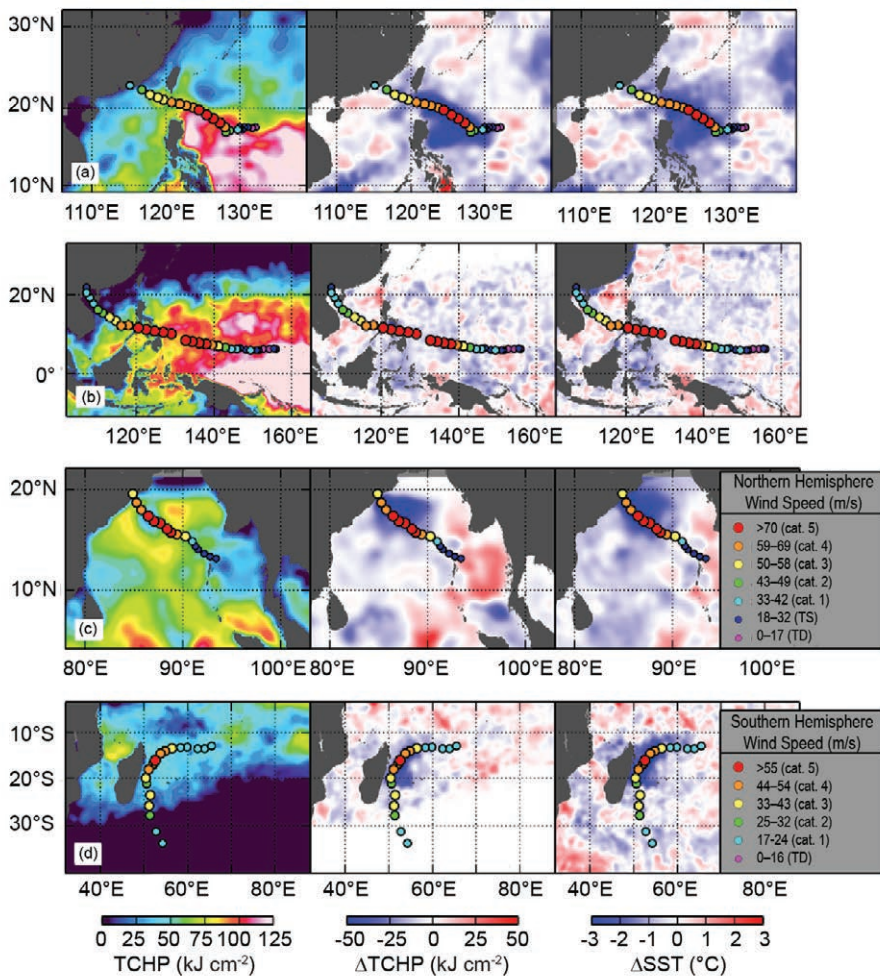 30°N
20°N
10°N
(a)
110°E 120°E 130°E 110°E 120°E 130°E 110°E 120°E 130°E
20°N
0°
(b)
120°E 140°E 160°E 120°E 140°E 160°E 120°E 140°E 160°E
20°N
10°N
(c)
Northern Hemisphere
Wind Speed (m/s)
>70 (cat. 5)
59–69 (cat. 4)
50–58 (cat. 3)
43–49 (cat. 2)
33-42 (cat. 1)
18–32 (TS)
0–17 (TD)
80°E 90°E 100°E 80°E 90°E 100°E 80°E 90°E 100°E
10°S
20°S
30°S
(d)
Southern Hemisphere
Wind Speed (m/s)
>55 (cat. 5)
44–54 (cat. 4)
33–43 (cat. 3)
25–32 (cat. 2)
17-24 (cat. 1)
0–16 (TD)
40°E 60°E 80°E 40°E 60°E 80°E 40°E 60°E 80°E
0 25 50 75 100 125 -50 -25 0 25 50 -3 -2 -1 0 1 2 3
TCHP (kJ cm⁻²) ΔTCHP (kJ cm⁻²) ΔSST (°C)